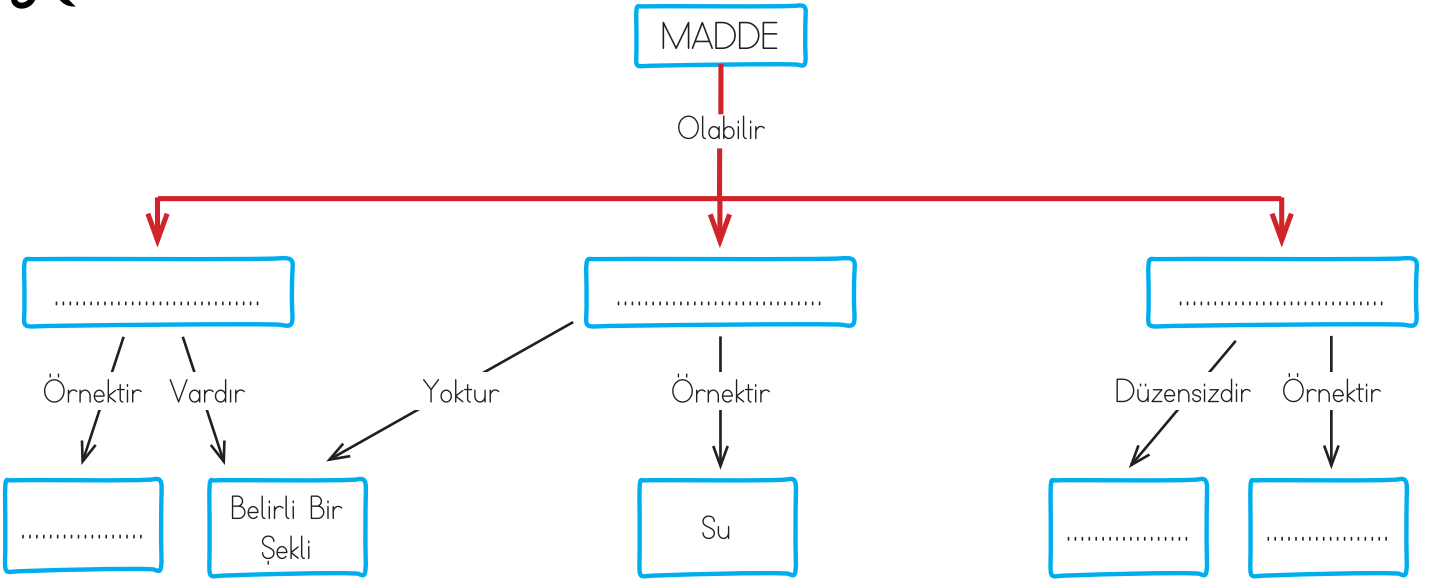 MADDE
Olabilir
..............................
..............................
..............................
Örnektir Vardır Yoktur Örnektir Düzensizdir Örnektir
..................
Belirli Bir
Şekli
Su
..................
..................